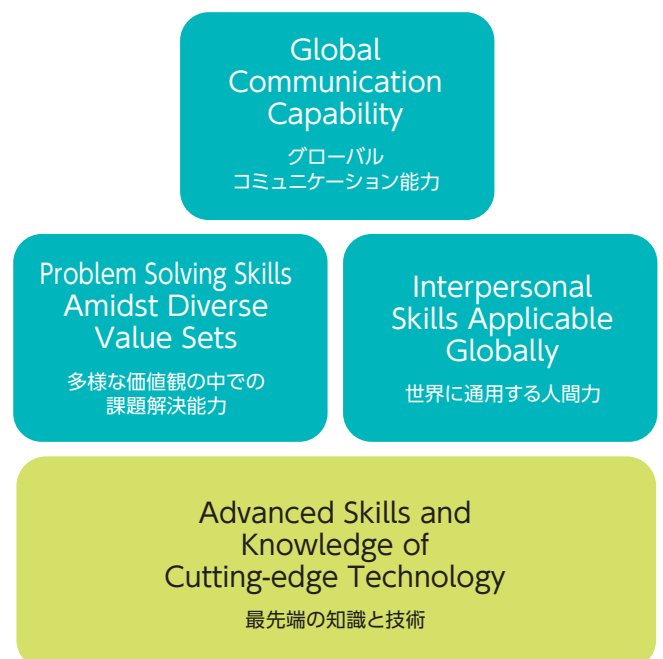 Global
Communication
Capability
グローバル
コミュニケーション能力
Problem Solving Skills
Amidst Diverse
Value Sets
多様な価値観の中での
課題解決能力
Interpersonal
Skills Applicable
Globally
世界に通用する人間力
Advanced Skills and
Knowledge of
Cutting-edge Technology
最先端の知識と技術